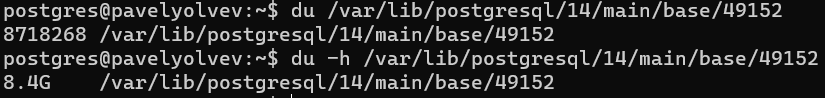 postgres@pavelyolvev:~$ du /var/lib/postgresql/14/main/base/49152
8718268 /var/lib/postgresql/14/main/base/49152
postgres@pavelyolvev:~$ du -h /var/lib/postgresql/14/main/base/49152
8.4G    /var/lib/postgresql/14/main/base/49152